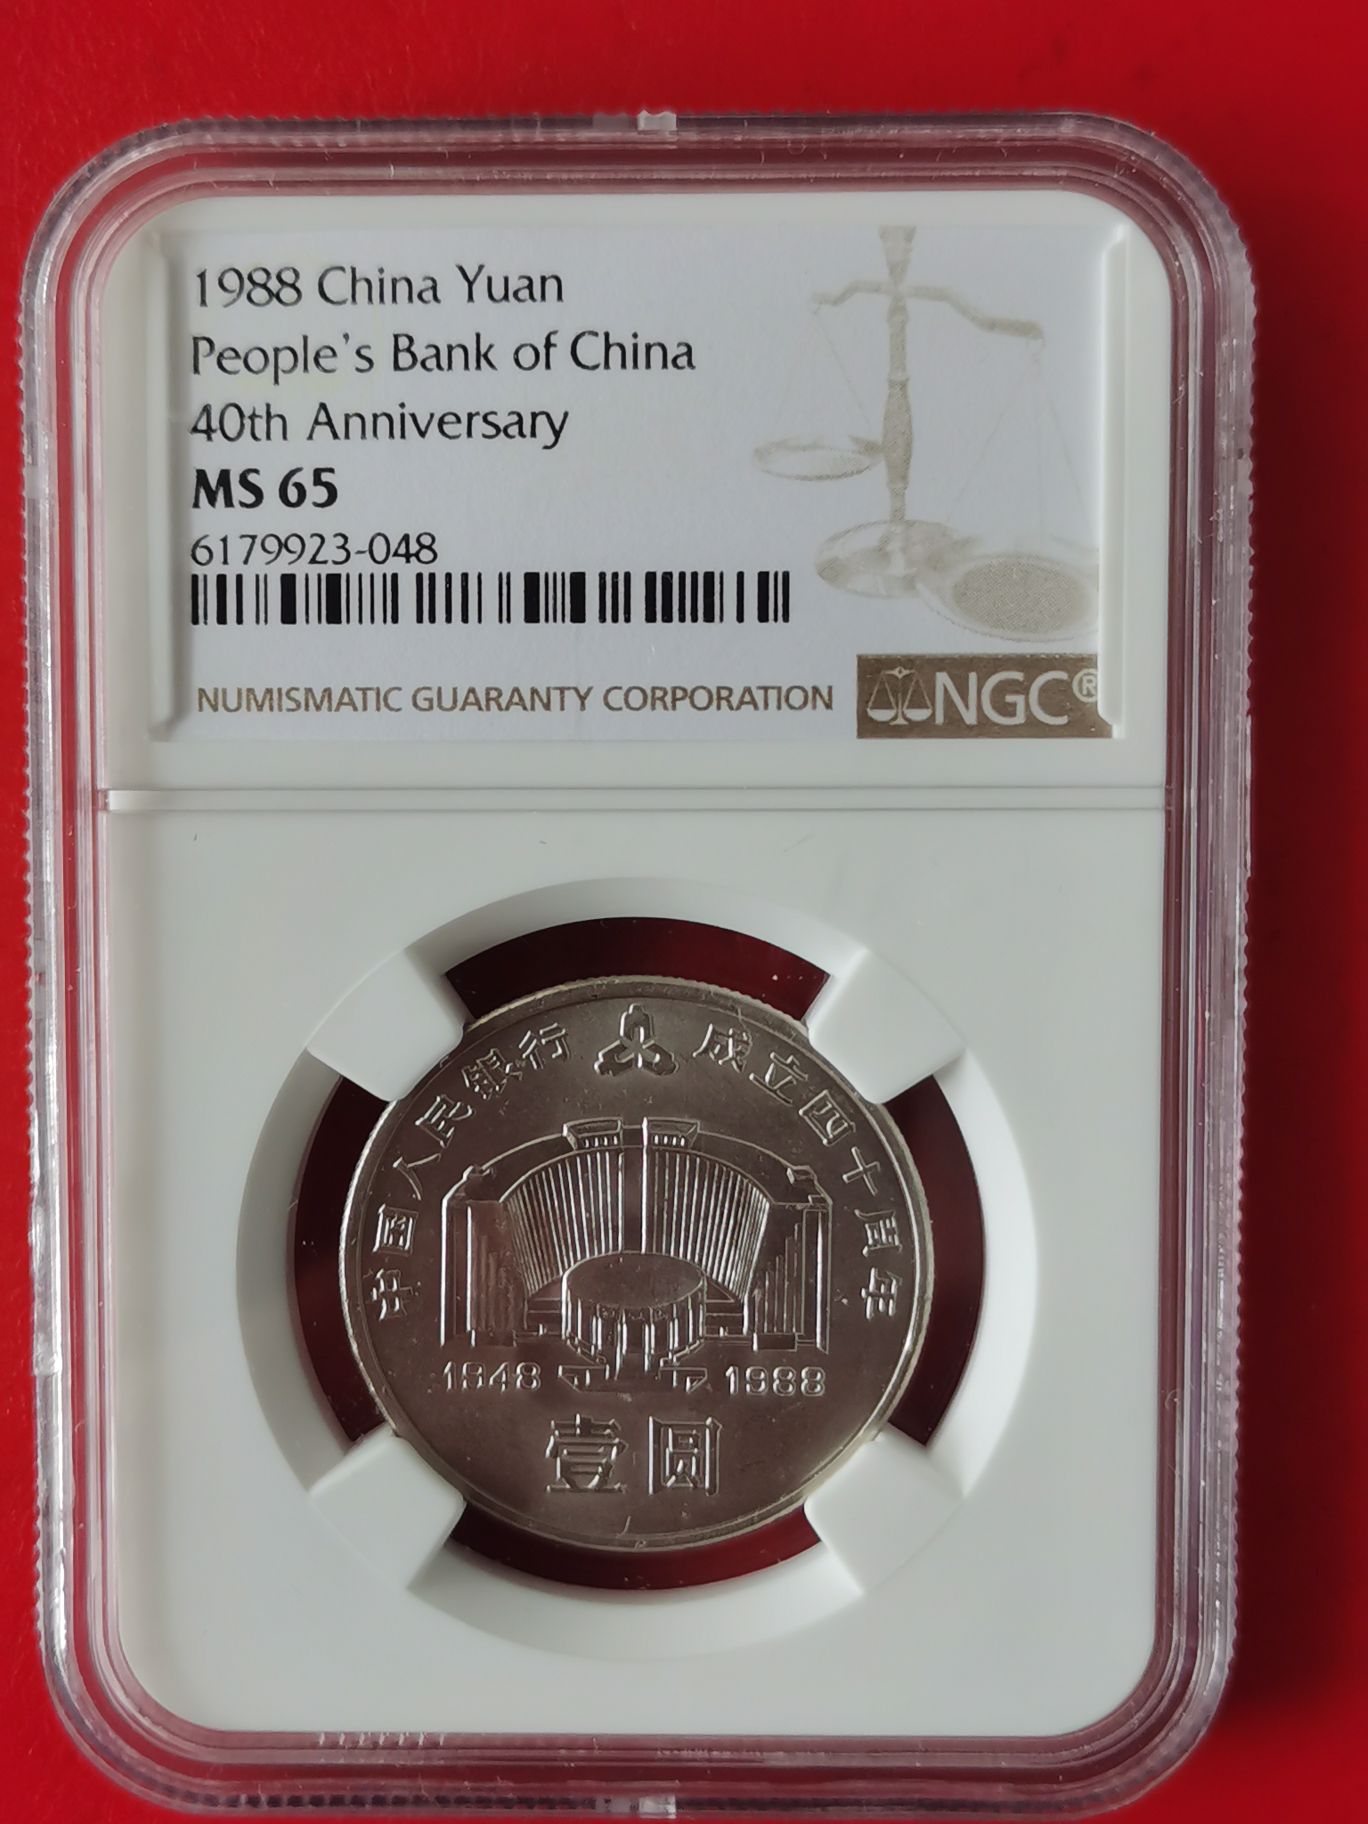 1988 China Yuan
People's Bank of China
40th Anniversary
MS 65
6179923-048
NUMISMATIC GUARANTY CORPORATION
NGC®
中国人民银行 成立四十周年
1948 1988
壹圆